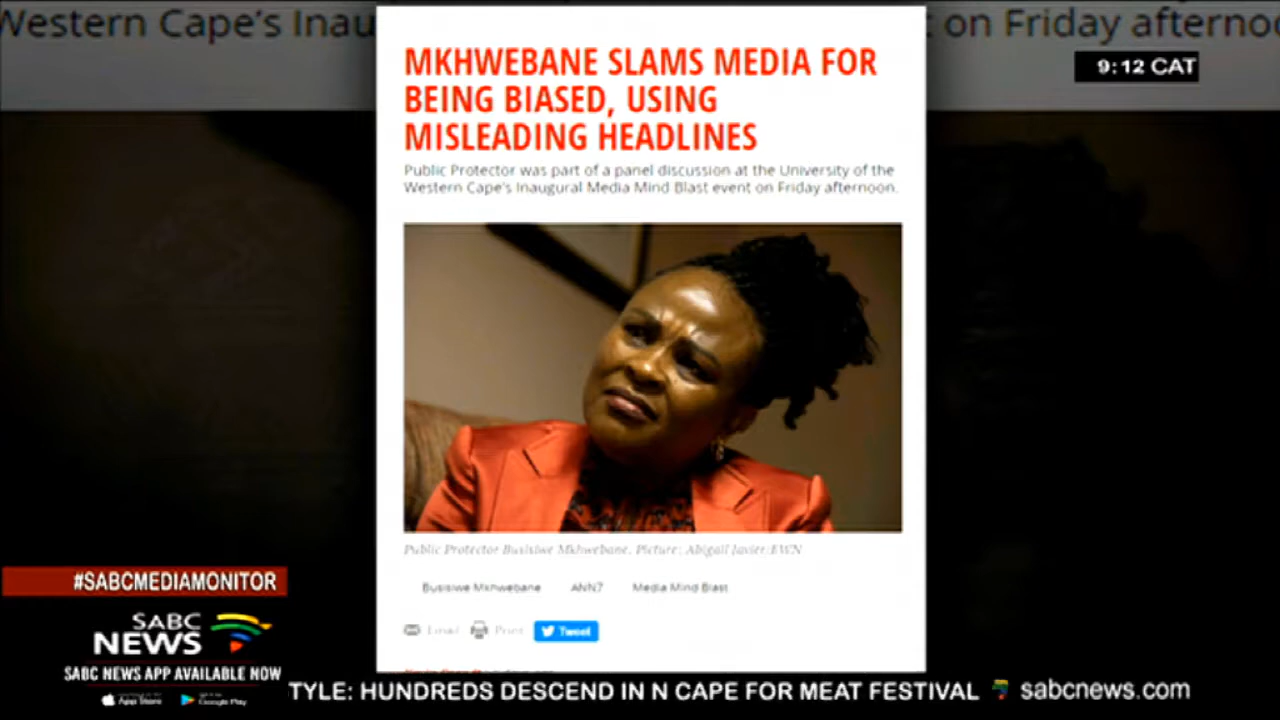 Western Cape's Inau
on Friday afternoo
9:12 CAT
MKHWEBANE SLAMS MEDIA FOR
BEING BIASED, USING
MISLEADING HEADLINES
Public Protector was part of a panel discussion at the University of the
Western Cape's Inaugural Media Mind Blast event on Friday afternoon.
Public Protector Busisiwe Mkhwebane. Picture: Abigail Javier/EWN
Busisiwe Mkhwebane ANN7 Media Mind Blast
Email Print Tweet
#SABCMEDIAMONITOR
SABC
NEWS
SABC NEWS APP AVAILABLE NOW
App Store Google Play
TYLE: HUNDREDS DESCEND IN N CAPE FOR MEAT FESTIVAL sabcnews.com